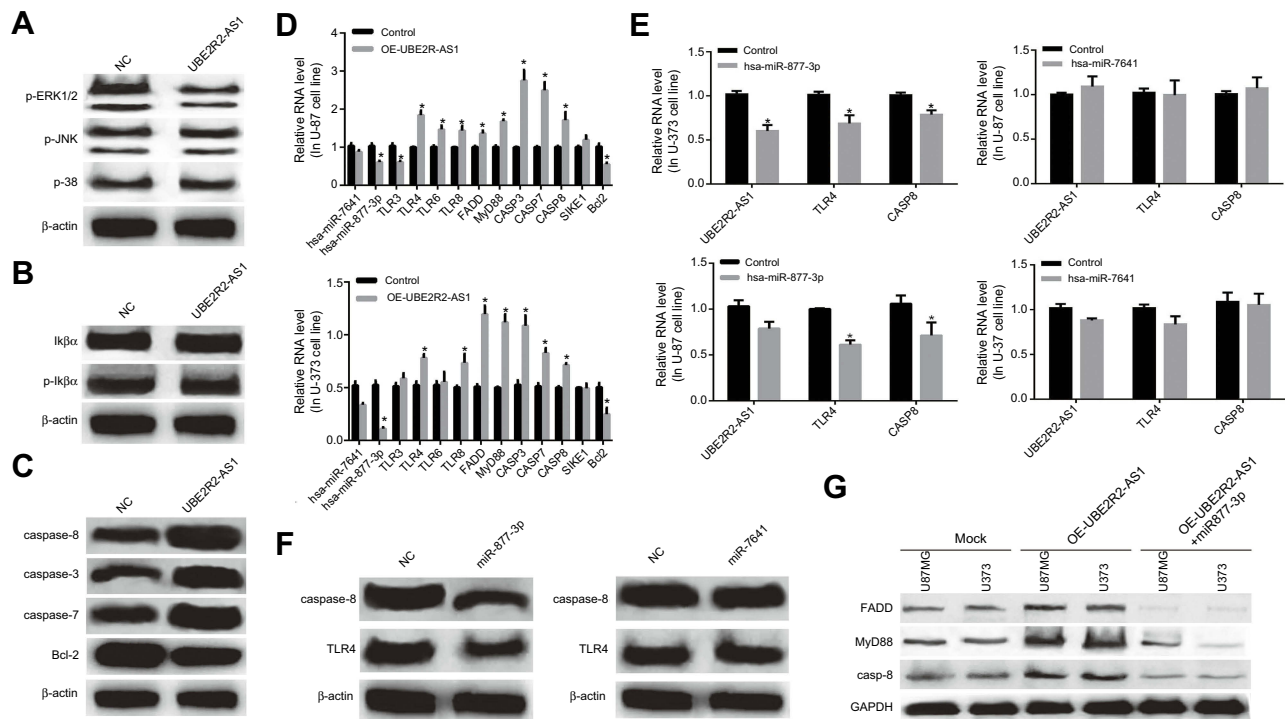 A
NC
UBE2R2-AS1
p-ERK1/2
p-JNK
p-38
β-actin
B
NC
UBE2R2-AS1
Ikβα
p-Ikβα
β-actin
C
NC
UBE2R2-AS1
caspase-8
caspase-3
caspase-7
Bcl-2
β-actin
D
Control
OE-UBE2R-AS1
Relative RNA level
(In U-87 cell line)
4
3
2
1
0
hsa-miR-7641
hsa-miR-877-3p
TLR3
TLR4
TLR6
TLR8
FADD
MyD88
CASP3
CASP7
CASP8
SIKE1
Bcl2
* * * * * * * * * * * *
Control
OE-UBE2R2-AS1
Relative RNA level
(In U-373 cell line)
1.5
1.0
0.5
0.0
hsa-miR-7641
hsa-miR-877-3p
TLR3
TLR4
TLR6
TLR8
FADD
MyD88
CASP3
CASP7
CASP8
SIKE1
Bcl2
* * * * * * * * *
E
Control
hsa-miR-877-3p
Relative RNA level
(In U-373 cell line)
1.5
1.0
0.5
0.0
* * *
UBE2R2-AS1
TLR4
CASP8
Control
hsa-miR-7641
Relative RNA level
(In U-87 cell line)
1.5
1.0
0.5
0.0
UBE2R2-AS1
TLR4
CASP8
Control
hsa-miR-877-3p
Relative RNA level
(In U-87 cell line)
1.5
1.0
0.5
0.0
* *
UBE2R2-AS1
TLR4
CASP8
Control
hsa-miR-7641
Relative RNA level
(In U-37 cell line)
1.5
1.0
0.5
0.0
UBE2R2-AS1
TLR4
CASP8
F
NC
miR-877-3p
caspase-8
TLR4
β-actin
NC
miR-7641
caspase-8
TLR4
β-actin
G
Mock
OE-UBE2R2-AS1
OE-UBE2R2-AS1
+miR877-3p
U87MG
U373
U87MG
U373
U87MG
U373
FADD
MyD88
casp-8
GAPDH